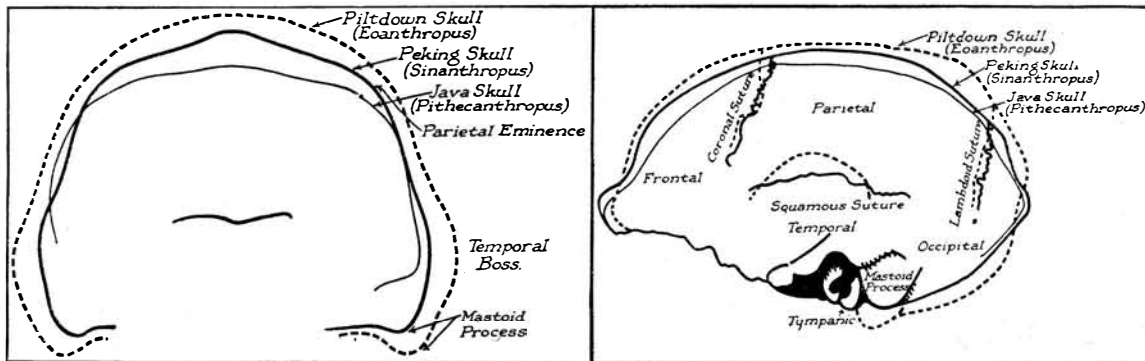 Piltdown Skull
(Eoanthropus)
Peking Skull
(Sinanthropus)
Java Skull
(Pithecanthropus)
Parietal Eminence
Temporal
Boss.
Mastoid
Process
Piltdown Skull
(Eoanthropus)
Peking Skull
(Sinanthropus)
Java Skull
(Pithecanthropus)
Coronal Suture
Parietal
Lambdoid Suture
Frontal
Squamous Suture
Temporal
Occipital
Mastoid
Process
Tympanic